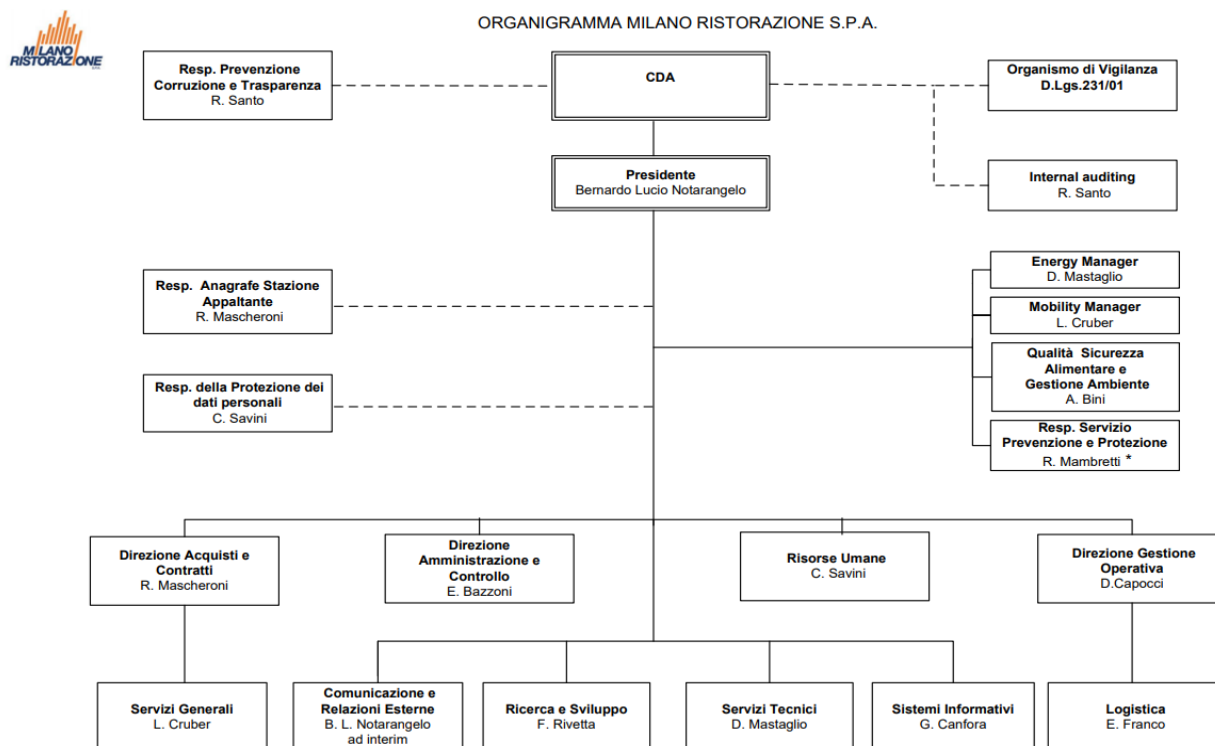 ORGANIGRAMMA MILANO RISTORAZIONE S.P.A.
MILANO
RISTORAZIONE
Resp. Prevenzione
Corruzione e Trasparenza
R. Santo
CDA
Organismo di Vigilanza
D.Lgs.231/01
Presidente
Bernardo Lucio Notarangelo
Internal auditing
R. Santo
Resp. Anagrafe Stazione
Appaltante
R. Mascheroni
Energy Manager
D. Mastaglio
Mobility Manager
L. Cruber
Qualità Sicurezza
Alimentare e
Gestione Ambiente
A. Bini
Resp. della Protezione dei
dati personali
C. Savini
Resp. Servizio
Prevenzione e Protezione
R. Mambretti *
Direzione Acquisti e
Contratti
R. Mascheroni
Direzione
Amministrazione e
Controllo
E. Bazzoni
Risorse Umane
C. Savini
Direzione Gestione
Operativa
D.Capocci
Servizi Generali
L. Cruber
Comunicazione e
Relazioni Esterne
B. L. Notarangelo
ad interim
Ricerca e Sviluppo
F. Rivetta
Servizi Tecnici
D. Mastaglio
Sistemi Informativi
G. Canfora
Logistica
E. Franco